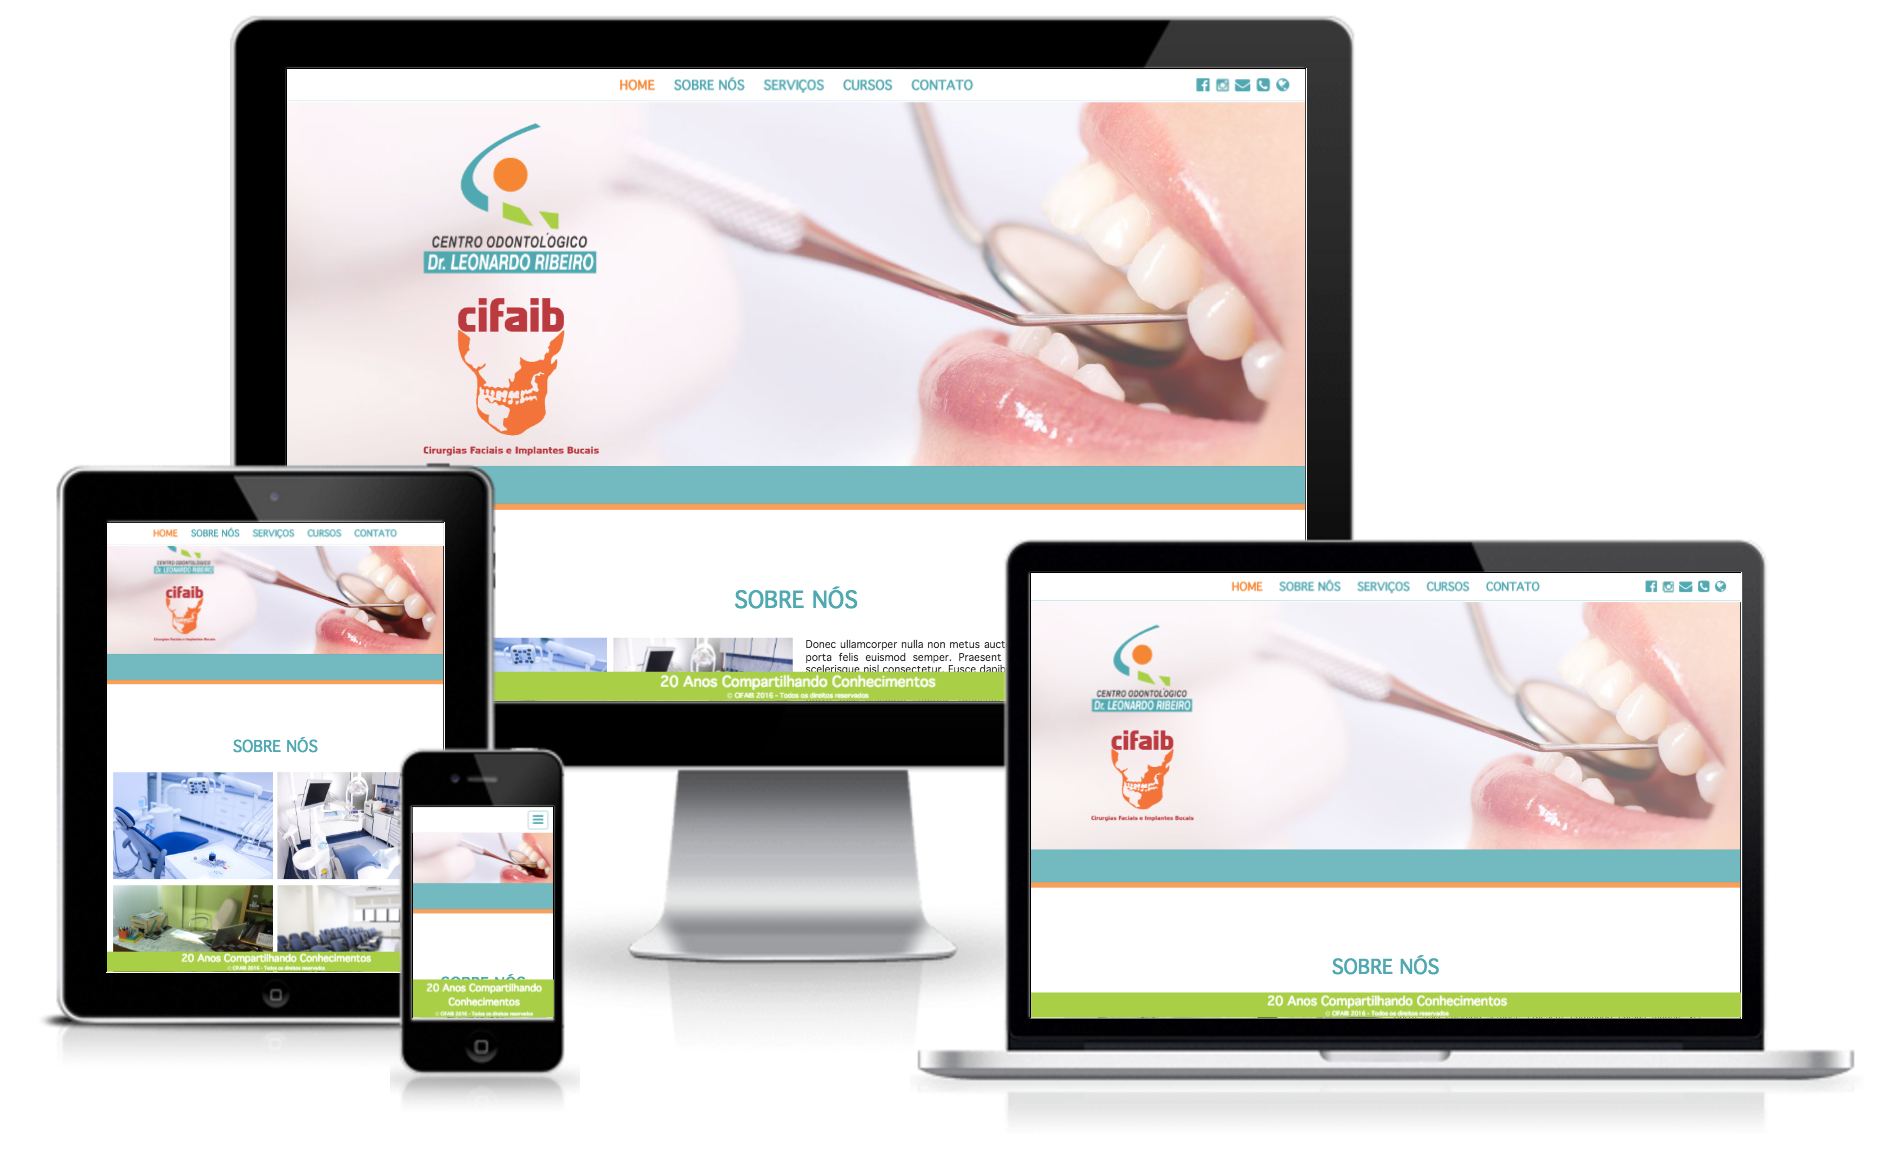 HOME SOBRE NÓS SERVIÇOS CURSOS CONTATO
CENTRO ODONTOLÓGICO
Dr. LEONARDO RIBEIRO
cifaib
Cirurgias Faciais e Implantes Bucais
SOBRE NÓS
Donec ullamcorper nulla non metus auct
porta felis euismod semper. Praesent
scelerisque nisl consectetur. Fusce dapib
20 Anos Compartilhando Conhecimentos
© CIFAIB 2016 - Todos os direitos reservados
HOME SOBRE NÓS SERVIÇOS CURSOS CONTATO
CENTRO ODONTOLÓGICO
Dr. LEONARDO RIBEIRO
cifaib
Cirurgias Faciais e Implantes Bucais
SOBRE NÓS
20 Anos Compartilhando Conhecimentos
© CIFAIB 2016 - Todos os direitos reservados
SOBRE NÓS
20 Anos Compartilhando
Conhecimentos
© CIFAIB 2016 - Todos os direitos reservados
HOME SOBRE NÓS SERVIÇOS CURSOS CONTATO
CENTRO ODONTOLÓGICO
Dr. LEONARDO RIBEIRO
cifaib
Cirurgias Faciais e Implantes Bucais
SOBRE NÓS
20 Anos Compartilhando Conhecimentos
© CIFAIB 2016 - Todos os direitos reservados